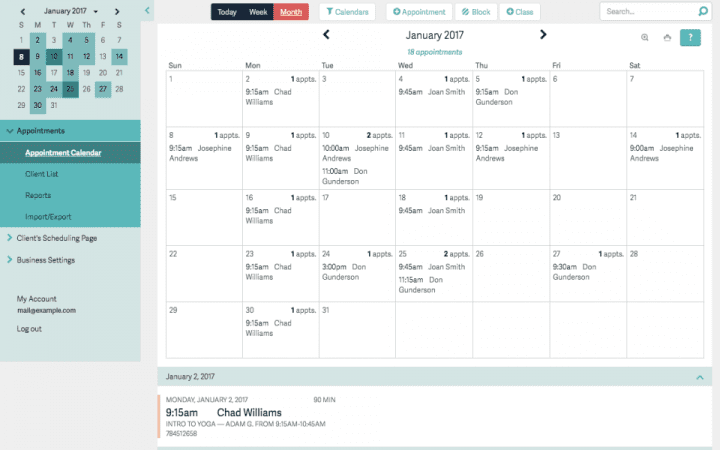 January 2017
S M T W T F S
1 2 3 4 5 6 7
8 9 10 11 12 13 14
15 16 17 18 19 20 21
22 23 24 25 26 27 28
29 30 31
Appointments
Appointment Calendar
Client List
Reports
Import/Export
Client's Scheduling Page
Business Settings
My Account
mail@example.com
Log out
Today Week Month Calendars Appointment Block Class Search...
January 2017
18 appointments
?
Sun Mon Tue Wed Thu Fri Sat
1
2 1 appts.
9:15am Chad
Williams
3
4 1 appts.
9:45am Joan Smith
5 1 appts.
9:15am Don
Gunderson
6
7
8 1 appts.
9:15am Josephine
Andrews
9 1 appts.
9:15am Chad
Williams
10 2 appts.
10:00am Josephine
Andrews
11:00am Don
Gunderson
11 1 appts.
9:45am Joan Smith
12 1 appts.
9:15am Josephine
Andrews
13
14 1 appts.
9:00am Josephine
Andrews
15
16 1 appts.
9:15am Chad
Williams
17
18 1 appts.
9:45am Joan Smith
19
20
21
22
23 1 appts.
9:15am Chad
Williams
24 1 appts.
3:00pm Don
Gunderson
25 2 appts.
9:45am Joan Smith
11:15am Don
Gunderson
26
27 1 appts.
9:30am Don
Gunderson
28
29
30 1 appts.
9:15am Chad
Williams
31
January 2, 2017
MONDAY, JANUARY 2, 2017 90 MIN
9:15am Chad Williams
INTRO TO YOGA — ADAM G. FROM 9:15AM-10:45AM
784512658